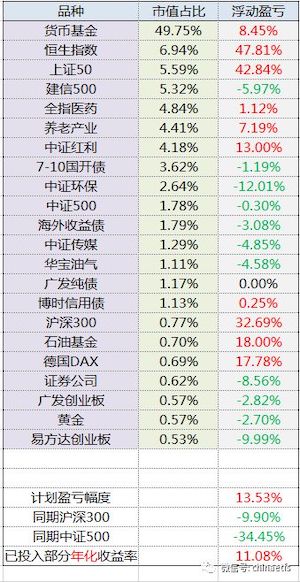 品种 市值占比 浮动盈亏
货币基金 49.75% 8.45%
恒生指数 6.94% 47.81%
上证50 5.59% 42.84%
建信500 5.32% -5.97%
全指医药 4.84% 1.12%
养老产业 4.41% 7.19%
中证红利 4.18% 13.00%
7-10国开债 3.62% -1.19%
中证环保 2.64% -12.01%
中证500 1.78% -0.30%
海外收益债 1.79% -3.08%
中证传媒 1.29% -4.85%
华宝油气 1.11% -4.58%
广发纯债 1.17% 0.00%
博时信用债 1.13% 0.25%
沪深300 0.77% 32.69%
石油基金 0.70% 18.00%
德国DAX 0.69% 17.78%
证券公司 0.62% -8.56%
广发创业板 0.57% -2.82%
黄金 0.57% -2.70%
易方达创业板 0.53% -9.99%
计划盈亏幅度 13.53%
同期沪深300 -9.90%
同期中证500 -34.45%
已投入部分年化收益率 11.08%
微信号: chinaetfs